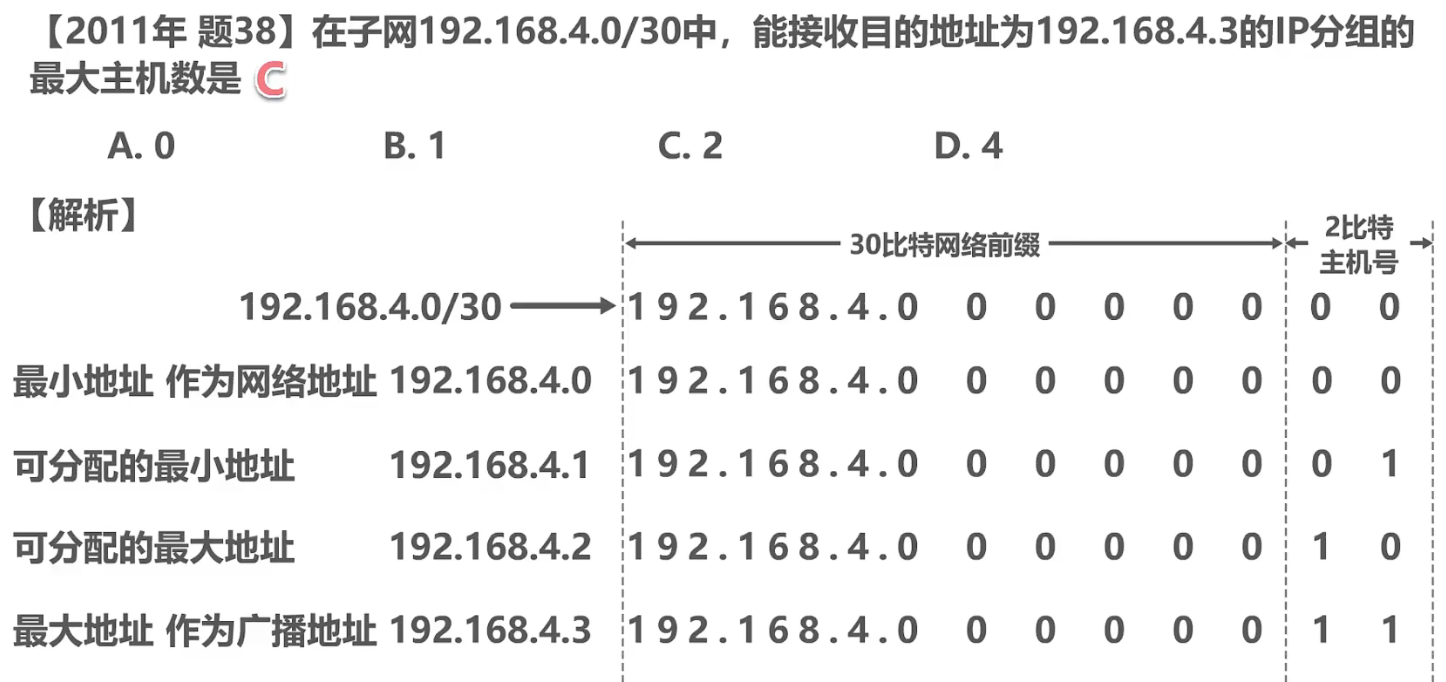 【2011年 题38】在子网192.168.4.0/30中，能接收目的地址为192.168.4.3的IP分组的
最大主机数是 C
A. 0 B. 1 C. 2 D. 4
【解析】
30比特网络前缀 2比特
主机号
192.168.4.0/30 192.168.4.0 0 0 0 0 0 0 0
最小地址 作为网络地址 192.168.4.0 192.168.4.0 0 0 0 0 0 0 0
可分配的最小地址 192.168.4.1 192.168.4.0 0 0 0 0 0 0 1
可分配的最大地址 192.168.4.2 192.168.4.0 0 0 0 0 0 1 0
最大地址 作为广播地址 192.168.4.3 192.168.4.0 0 0 0 0 0 1 1